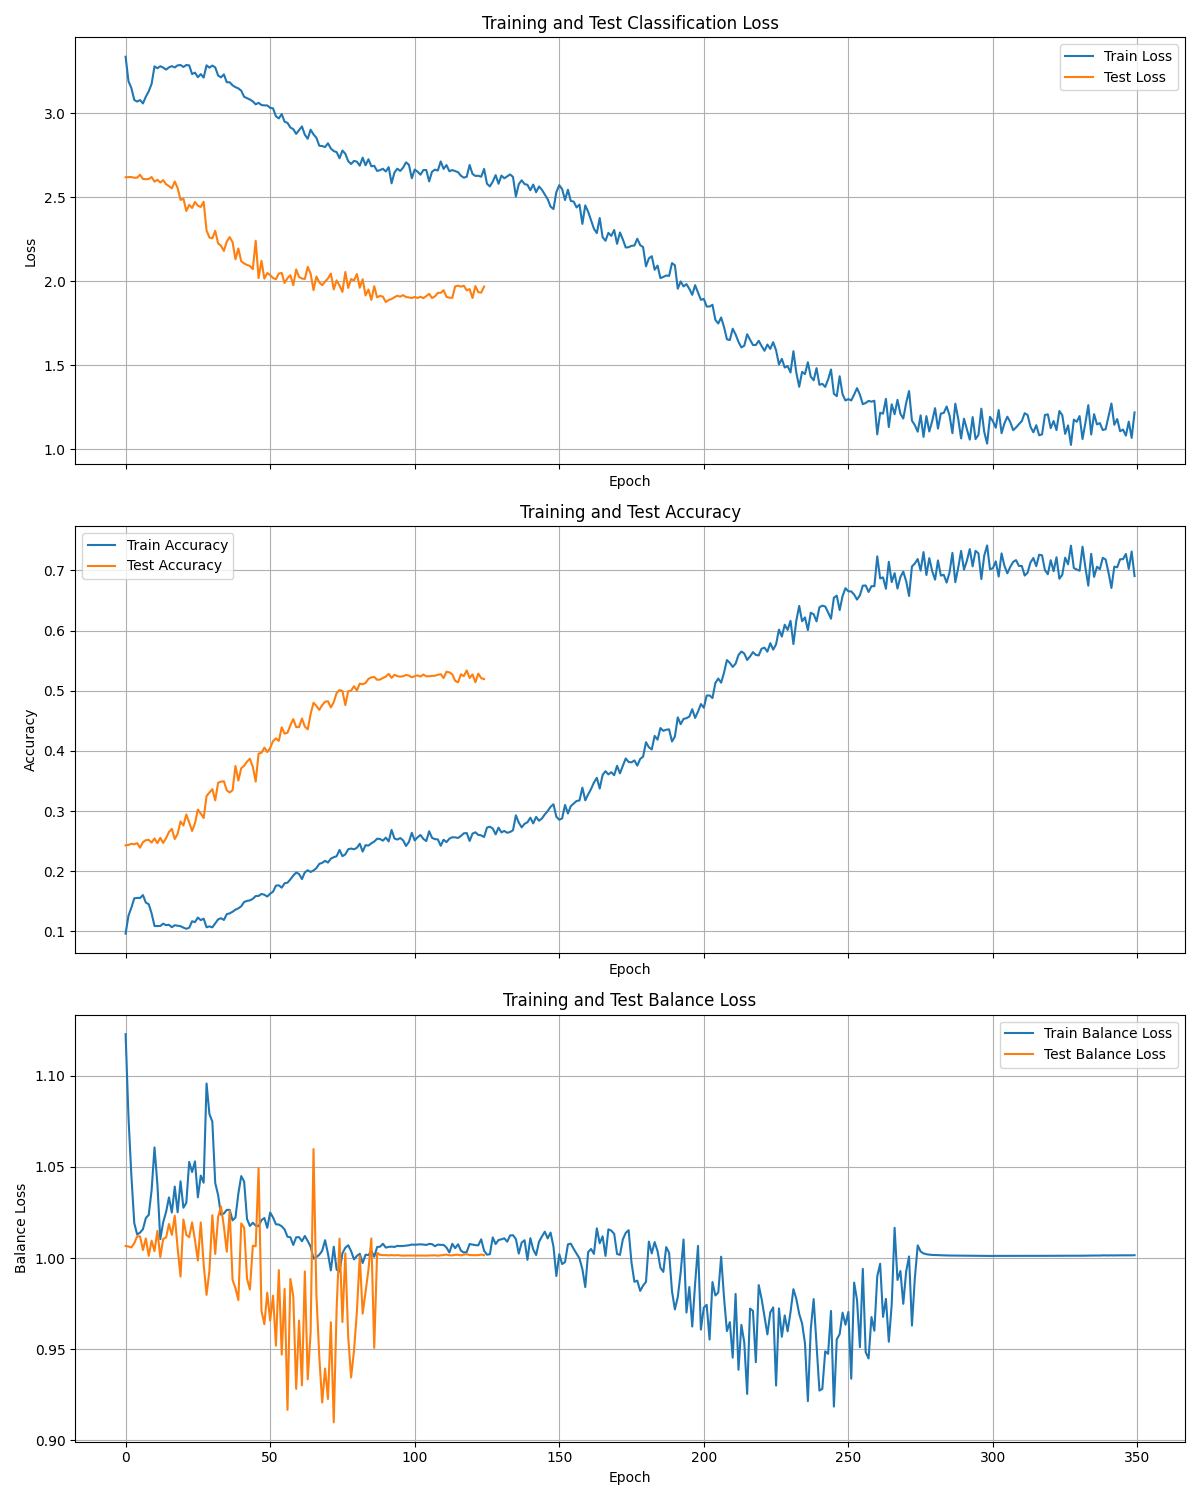 Training and Test Classification Loss
Train Loss
Test Loss
3.0
2.5
2.0
1.5
1.0
Loss
Epoch
Training and Test Accuracy
Train Accuracy
Test Accuracy
0.7
0.6
0.5
0.4
0.3
0.2
0.1
Accuracy
Epoch
Training and Test Balance Loss
Train Balance Loss
Test Balance Loss
1.10
1.05
1.00
0.95
0.90
Balance Loss
0 50 100 150 200 250 300 350
Epoch